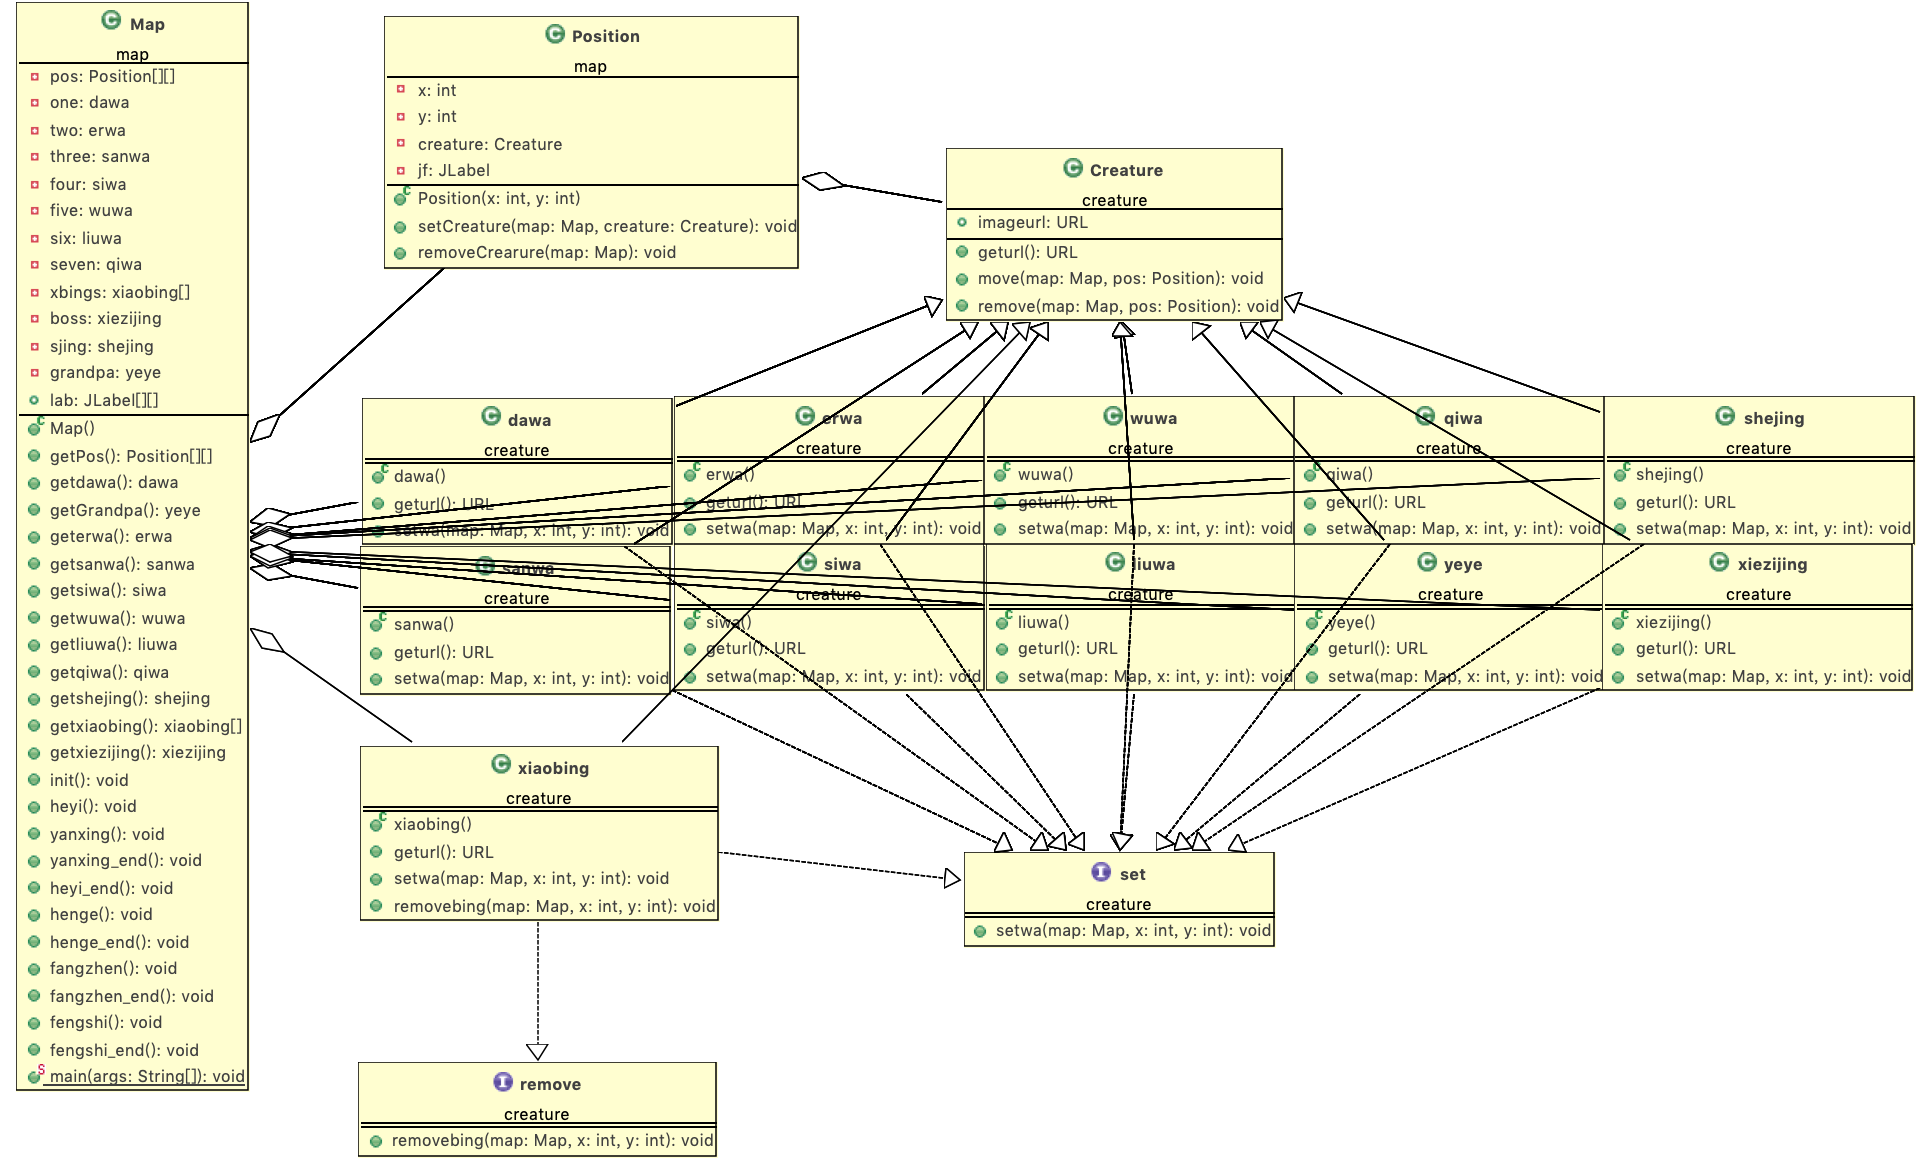 Map
map
pos: Position[][]
one: dawa
two: erwa
three: sanwa
four: siwa
five: wuwa
six: liuwa
seven: qiwa
xbings: xiaobing[]
boss: xiezijing
sjing: shejing
grandpa: yeye
lab: JLabel[][]
Map()
getPos(): Position[][]
getdawa(): dawa
getGrandpa(): yeye
geterwa(): erwa
getsanwa(): sanwa
getsiwa(): siwa
getwuwa(): wuwa
getliuwa(): liuwa
getqiwa(): qiwa
getshejing(): shejing
getxiaobing(): xiaobing[]
getxiezijing(): xiezijing
init(): void
heyi(): void
yanxing(): void
yanxing_end(): void
heyi_end(): void
henge(): void
henge_end(): void
fangzhen(): void
fangzhen_end(): void
fengshi(): void
fengshi_end(): void
main(args: String[]): void
Position
map
x: int
y: int
creature: Creature
jf: JLabel
Position(x: int, y: int)
setCreature(map: Map, creature: Creature): void
removeCrearure(map: Map): void
Creature
creature
imageurl: URL
geturl(): URL
move(map: Map, pos: Position): void
remove(map: Map, pos: Position): void
dawa
creature
dawa()
geturl(): URL
setwa(map: Map, x: int, y: int): void
erwa
creature
erwa()
geturl(): URL
setwa(map: Map, x: int, y: int): void
wuwa
creature
wuwa()
geturl(): URL
setwa(map: Map, x: int, y: int): void
qiwa
creature
qiwa()
geturl(): URL
setwa(map: Map, x: int, y: int): void
shejing
creature
shejing()
geturl(): URL
setwa(map: Map, x: int, y: int): void
sanwa
creature
sanwa()
geturl(): URL
setwa(map: Map, x: int, y: int): void
siwa
creature
siwa()
geturl(): URL
setwa(map: Map, x: int, y: int): void
liuwa
creature
liuwa()
geturl(): URL
setwa(map: Map, x: int, y: int): void
yeye
creature
yeye()
geturl(): URL
setwa(map: Map, x: int, y: int): void
xiezijing
creature
xiezijing()
geturl(): URL
setwa(map: Map, x: int, y: int): void
xiaobing
creature
xiaobing()
geturl(): URL
setwa(map: Map, x: int, y: int): void
removebing(map: Map, x: int, y: int): void
set
creature
setwa(map: Map, x: int, y: int): void
remove
creature
removebing(map: Map, x: int, y: int): void